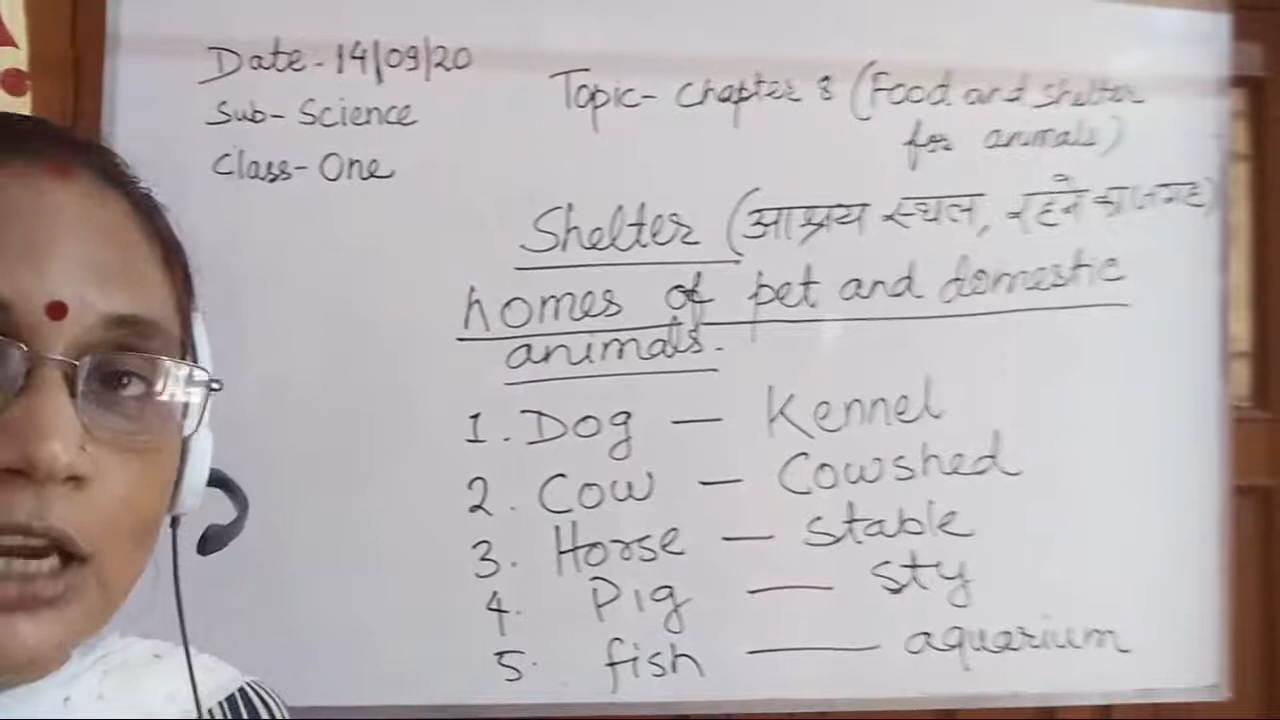 Date-14/09/20
Sub-Science
Class-One
Topic-Chapter 8 (Food and shelter
for animals)
Shelter (आश्रय स्थल, रहने का जगह)
homes of pet and domestic
animals.
1. Dog — Kennel
2. Cow — Cowshed
3. Horse — stable
4. Pig — sty
5. fish — aquarium